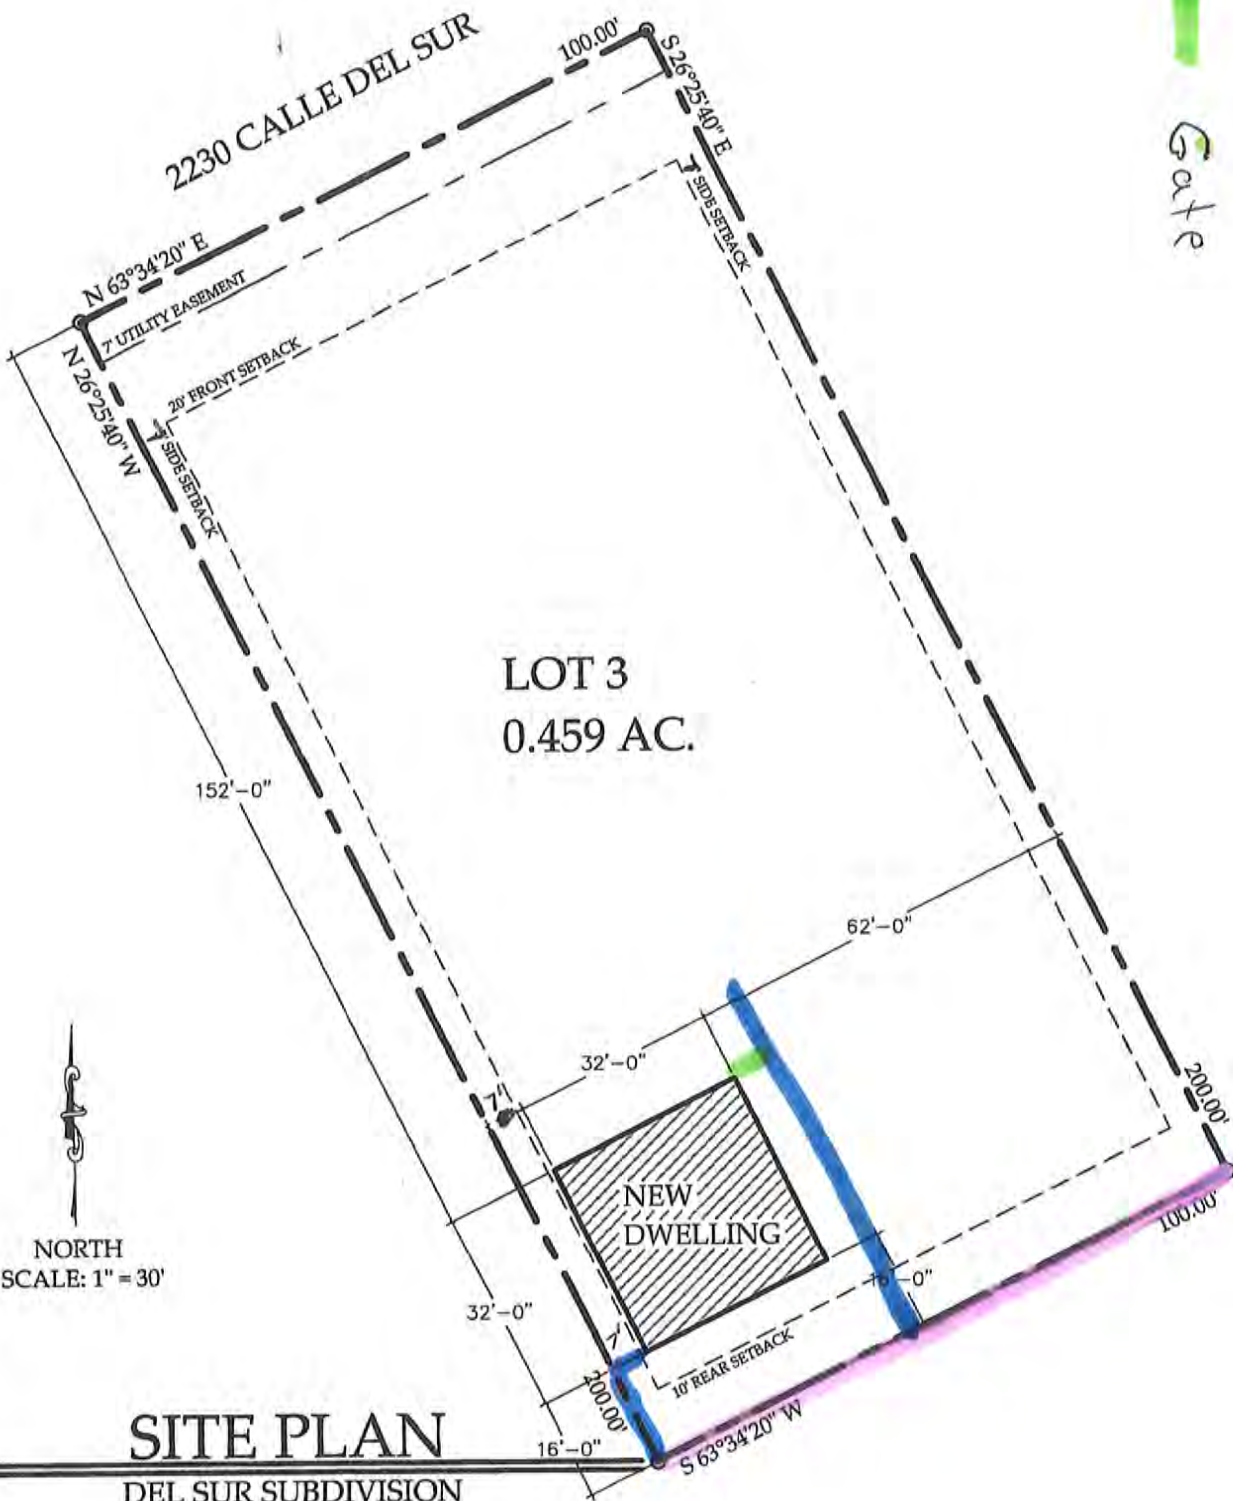 2230 CALLE DEL SUR
100.00'
S 26°25'40" E
Gate
N 63°34'20" E
7' UTILITY EASEMENT
7' SIDE SETBACK
20' FRONT SETBACK
N 26°25'40" W
7' SIDE SETBACK
LOT 3
0.459 AC.
152'-0"
62'-0"
32'-0"
7'
200.00'
NEW
DWELLING
100.00'
NORTH
SCALE: 1" = 30'
16'-0"
32'-0"
7'
10' REAR SETBACK
200.00'
SITE PLAN
16'-0"
S 63°34'20" W
DEL SUR SUBDIVISION